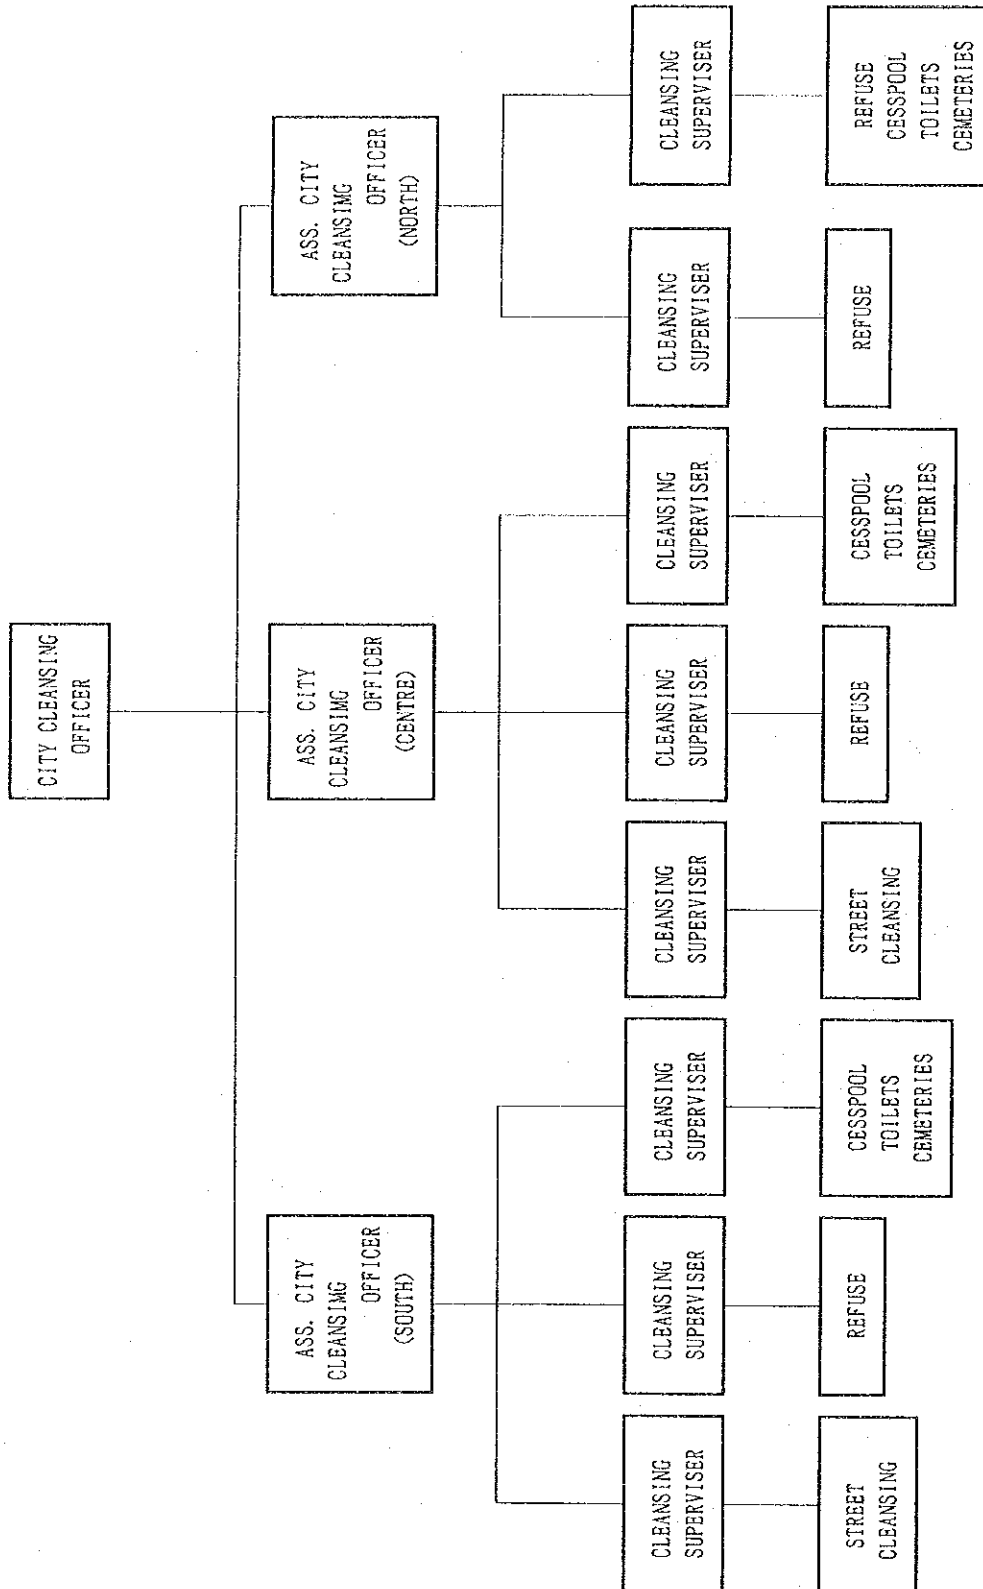 CITY CLEANSING
OFFICER
ASS. CITY
CLEANSIMG
OFFICER
(SOUTH)
ASS. CITY
CLEANSIMG
OFFICER
(CENTRE)
ASS. CITY
CLEANSIMG
OFFICER
(NORTH)
CLEANSING
SUPERVISER
CLEANSING
SUPERVISER
CLEANSING
SUPERVISER
CLEANSING
SUPERVISER
CLEANSING
SUPERVISER
CLEANSING
SUPERVISER
CLEANSING
SUPERVISER
CLEANSING
SUPERVISER
STREET
CLEANSING
REFUSE
CESSPOOL
TOILETS
CEMETERIES
STREET
CLEANSING
REFUSE
CESSPOOL
TOILETS
CEMETERIES
REFUSE
REFUSE
CESSPOOL
TOILETS
CEMETERIES